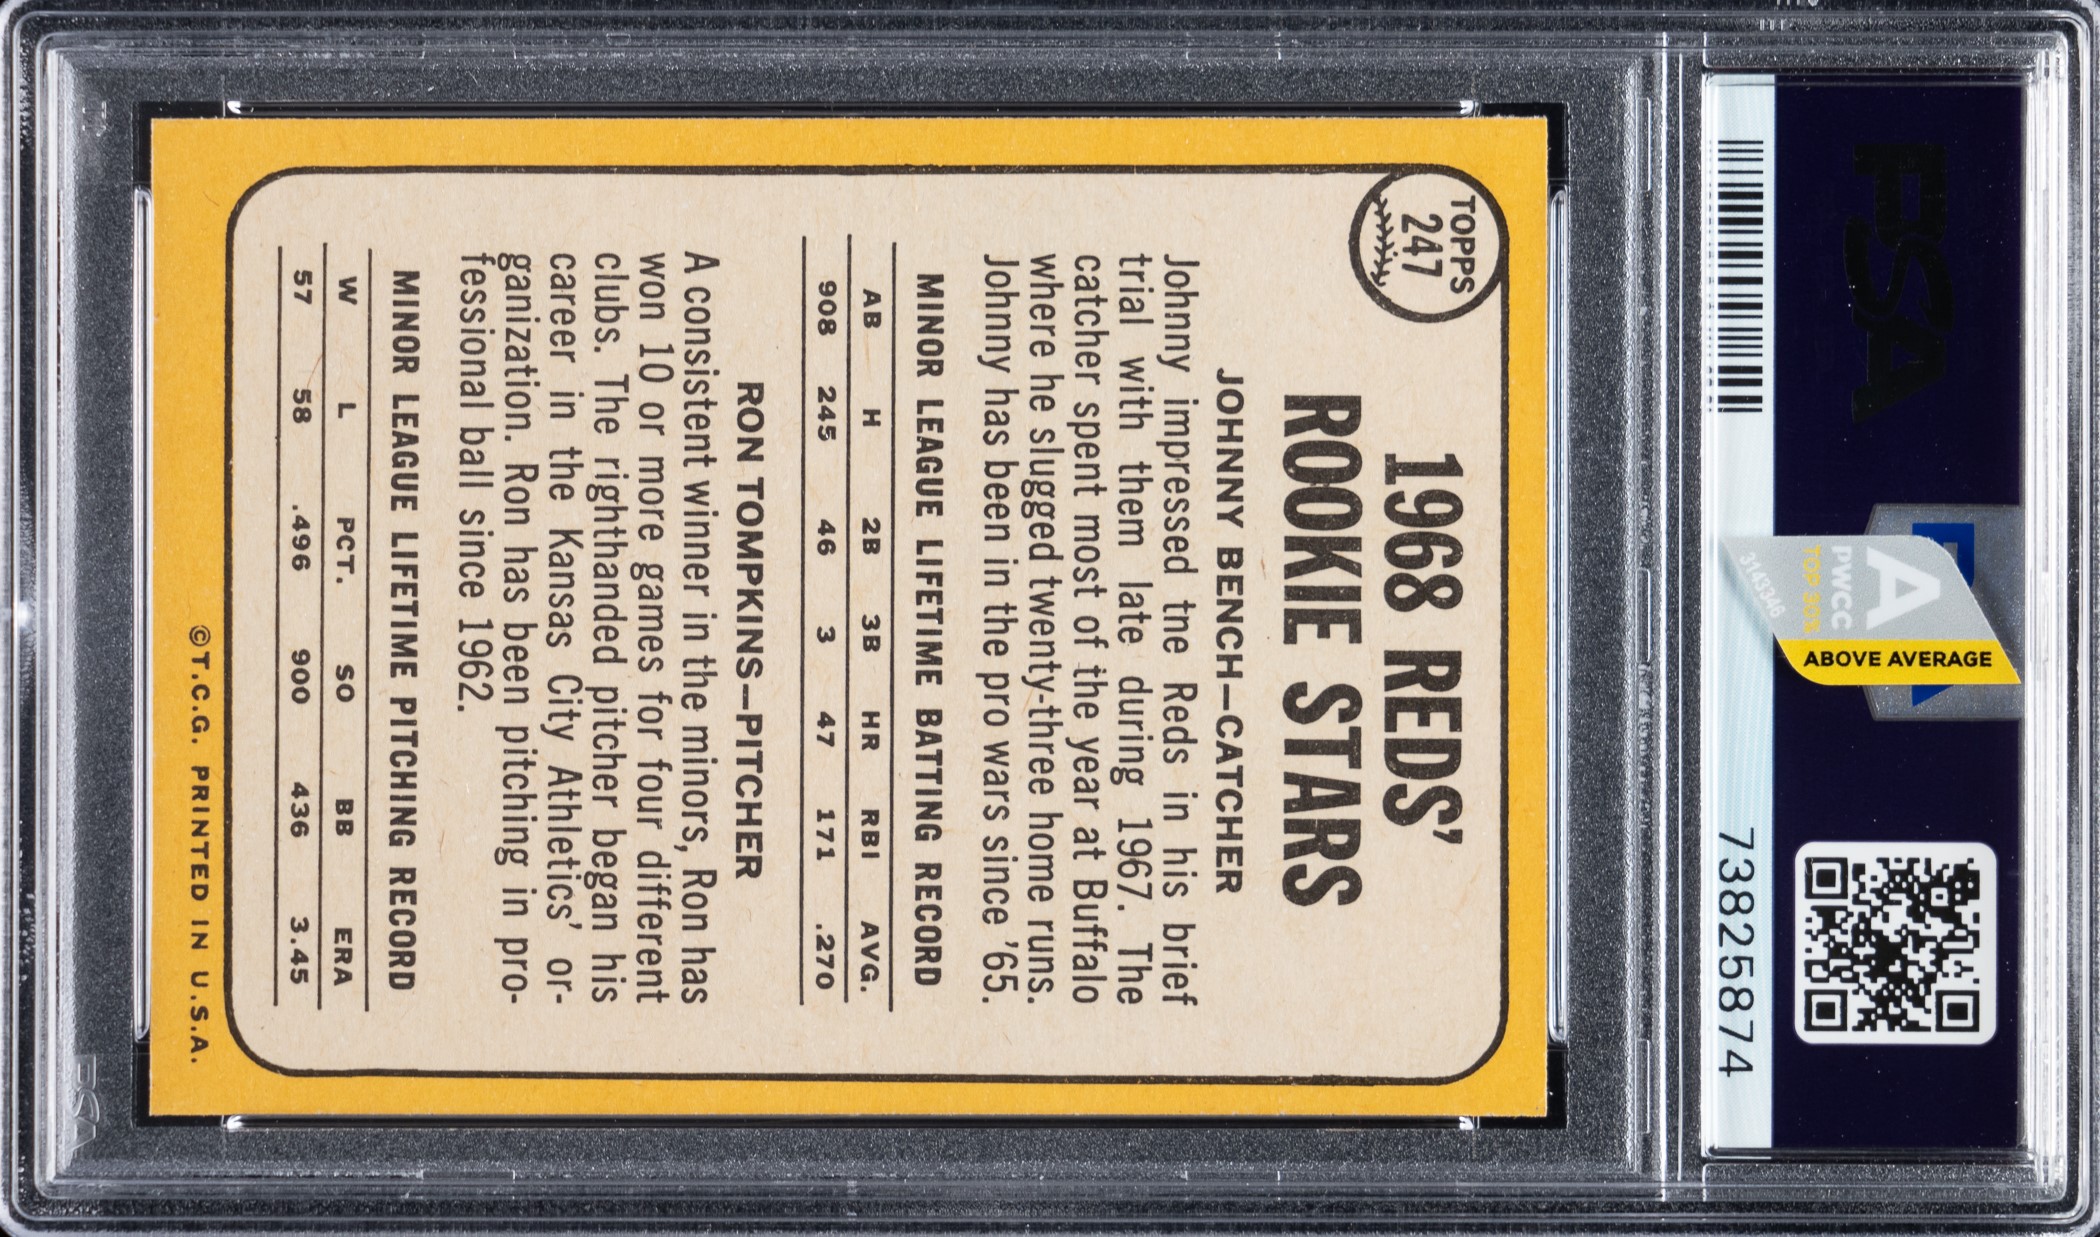 PSA
A
PWCC
TOP 30%
3143346
ABOVE AVERAGE
73825874
TOPPS
247
1968 REDS'
ROOKIE STARS
JOHNNY BENCH—CATCHER
Johnny impressed tne Reds in his brief
trial with them late during 1967. The
catcher spent most of the year at Buffalo
where he slugged twenty-three home runs.
Johnny has been in the pro wars since '65.
MINOR LEAGUE LIFETIME BATTING RECORD
AB H 2B 3B HR RBI AVG.
908 245 46 3 47 171 .270
RON TOMPKINS—PITCHER
A consistent winner in the minors, Ron has
won 10 or more games for four different
clubs. The righthanded pitcher began his
career in the Kansas City Athletics' or-
ganization. Ron has been pitching in pro-
fessional ball since 1962.
MINOR LEAGUE LIFETIME PITCHING RECORD
W L PCT. SO BB ERA
57 58 .496 900 436 3.45
©T.C.G. PRINTED IN U.S.A.
PSA